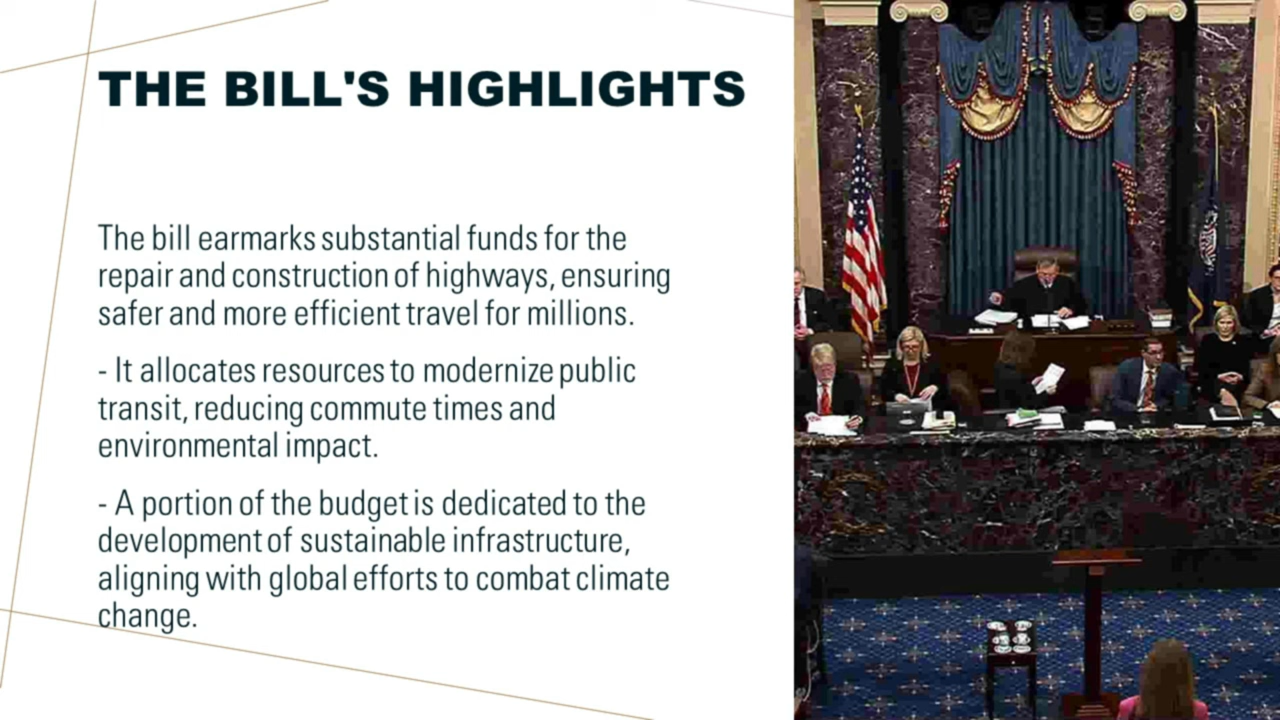 THE BILL'S HIGHLIGHTS
The bill earmarks substantial funds for the
repair and construction of highways, ensuring
safer and more efficient travel for millions.
- It allocates resources to modernize public
transit, reducing commute times and
environmental impact.
- A portion of the budget is dedicated to the
development of sustainable infrastructure,
aligning with global efforts to combat climate
change.